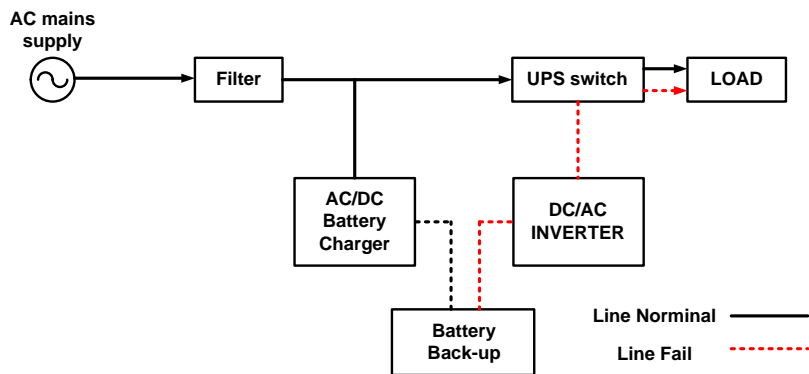 AC mains
supply
Filter
UPS switch
LOAD
AC/DC
Battery
Charger
DC/AC
INVERTER
Battery
Back-up
Line Norminal
Line Fail